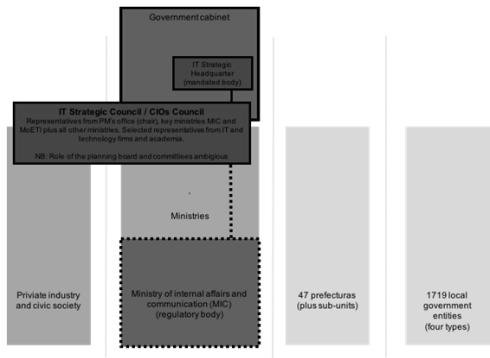 Government cabinet
IT Strategic
Headquarter
(mandated body)
IT Strategic Council / CIOs Council
Representatives from PM's office (chair), key ministries MIC and
MoETI plus all other ministries. Selected representatives from IT and
technology firms and academia.
NB: Role of the planning board and committiees ambigious
Ministries
Priviate industry
and civic society
Ministry of internal affairs and
communication (MIC)
(regulatory body)
47 prefecturas
(plus sub-units)
1719 local
government
entities
(four types)